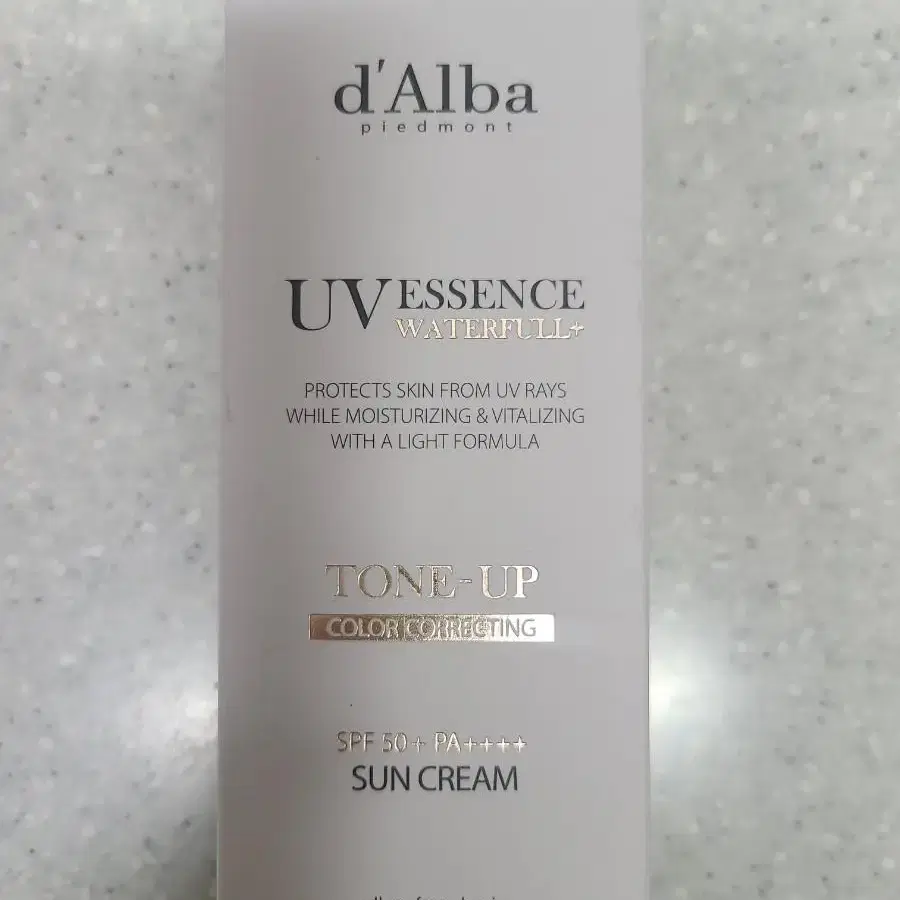 d'Alba
piedmont
UV ESSENCE
WATERFULL+
PROTECTS SKIN FROM UV RAYS
WHILE MOISTURIZING & VITALIZING
WITH A LIGHT FORMULA
TONE-UP
COLOR CORRECTING
SPF 50+ PA++++
SUN CREAM